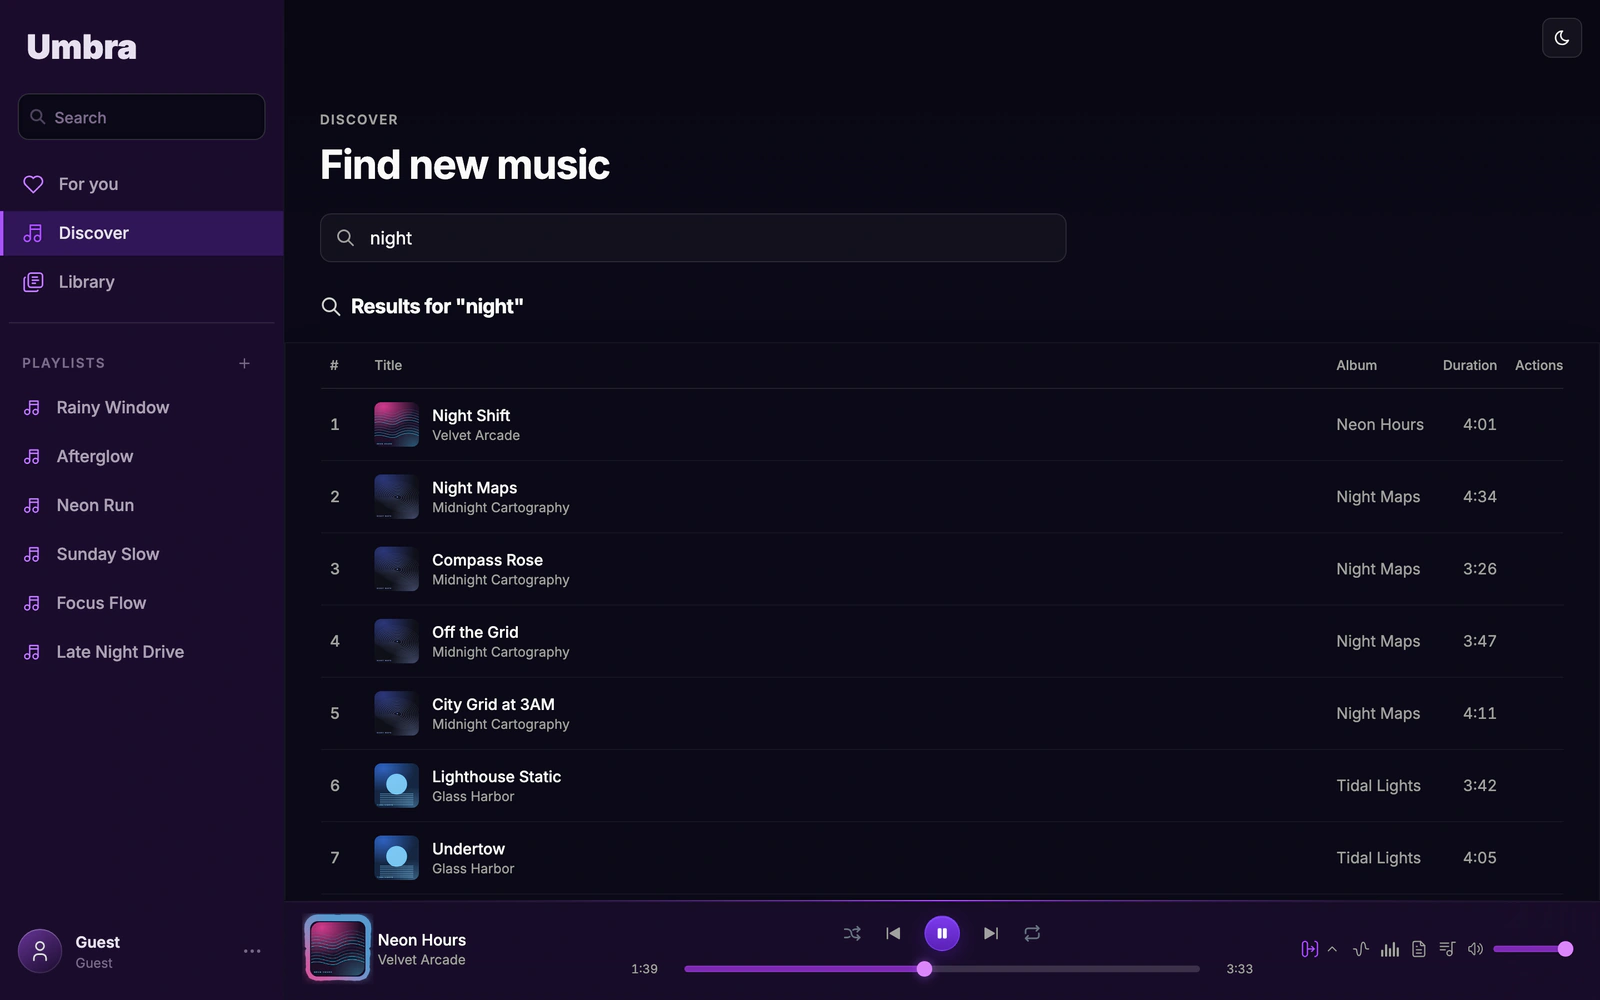 Umbra
Search
For you
Discover
Library
PLAYLISTS
Rainy Window
Afterglow
Neon Run
Sunday Slow
Focus Flow
Late Night Drive
Guest
Guest
DISCOVER
Find new music
night
Results for "night"
# Title Album Duration Actions
1 Night Shift Neon Hours 4:01
Velvet Arcade
2 Night Maps Night Maps 4:34
Midnight Cartography
3 Compass Rose Night Maps 3:26
Midnight Cartography
4 Off the Grid Night Maps 3:47
Midnight Cartography
5 City Grid at 3AM Night Maps 4:11
Midnight Cartography
6 Lighthouse Static Tidal Lights 3:42
Glass Harbor
7 Undertow Tidal Lights 4:05
Glass Harbor
Neon Hours
Velvet Arcade
1:39 3:33